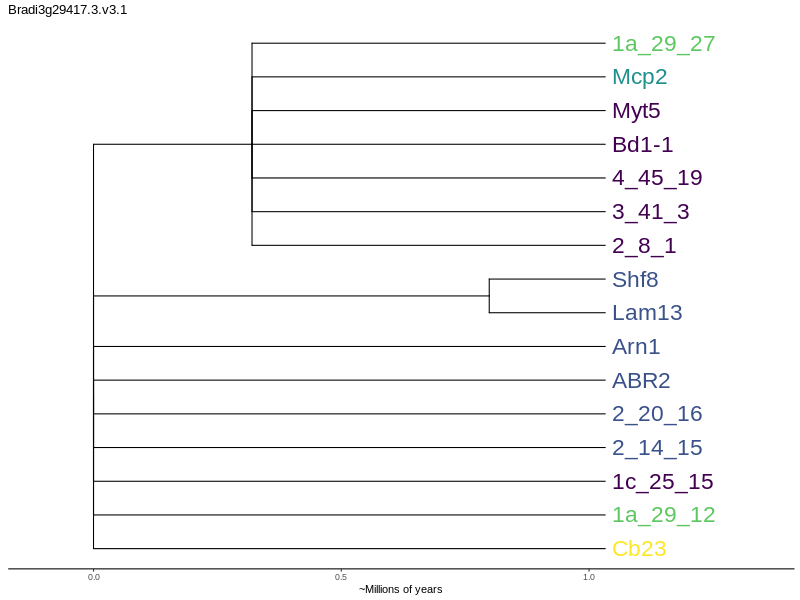 Bradi3g29417.3.v3.1
1a_29_27
Mcp2
Myt5
Bd1-1
4_45_19
3_41_3
2_8_1
Shf8
Lam13
Arn1
ABR2
2_20_16
2_14_15
1c_25_15
1a_29_12
Cb23
0.0 0.5 1.0
~Millions of years